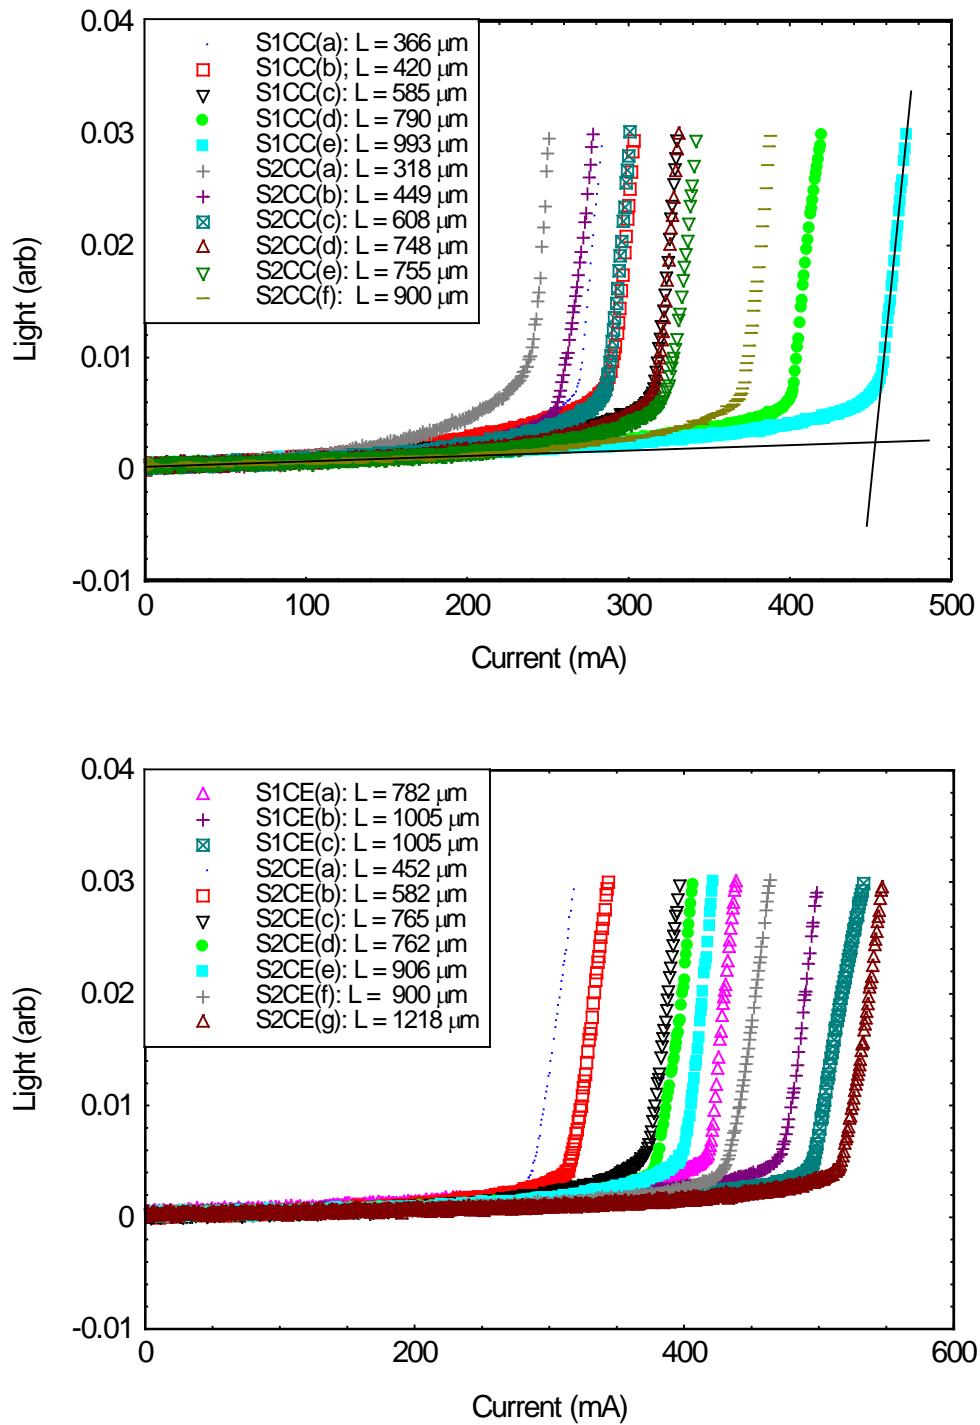 0.04
S1CC(a): L = 366 μm
S1CC(b); L = 420 μm
S1CC(c): L = 585 μm
S1CC(d): L = 790 μm
S1CC(e): L = 993 μm
S2CC(a): L = 318 μm
S2CC(b): L = 449 μm
S2CC(c): L = 608 μm
S2CC(d): L = 748 μm
S2CC(e): L = 755 μm
S2CC(f): L = 900 μm
0.03
0.02
0.01
0
-0.01
Light (arb)
0 100 200 300 400 500
Current (mA)
0.04
S1CE(a): L = 782 μm
S1CE(b): L = 1005 μm
S1CE(c): L = 1005 μm
S2CE(a): L = 452 μm
S2CE(b): L = 582 μm
S2CE(c): L = 765 μm
S2CE(d): L = 762 μm
S2CE(e): L = 906 μm
S2CE(f): L = 900 μm
S2CE(g): L = 1218 μm
0.03
0.02
0.01
0
-0.01
Light (arb)
0 200 400 600
Current (mA)